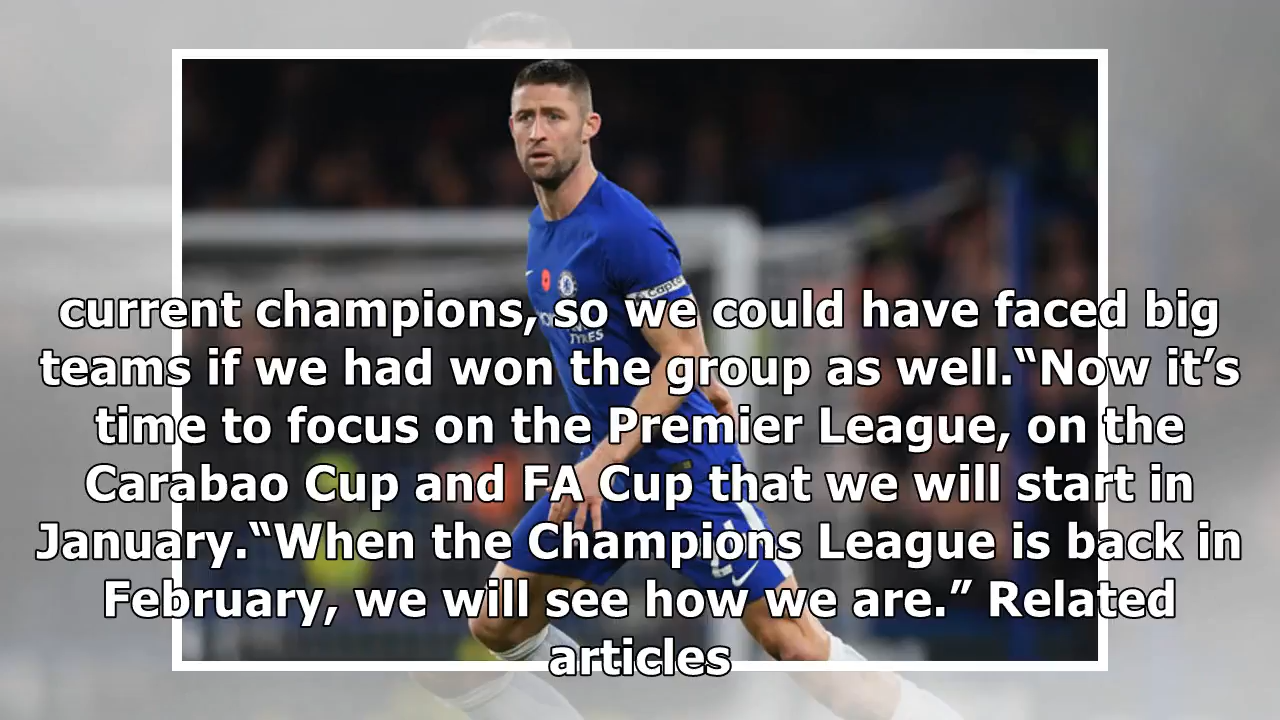 current champions, so we could have faced big
teams if we had won the group as well.“Now it’s
time to focus on the Premier League, on the
Carabao Cup and FA Cup that we will start in
January.“When the Champions League is back in
February, we will see how we are.” Related
articles
TYRES